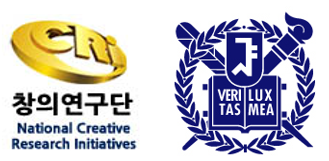 CRi
창의연구단
National Creative
Research Initiatives
VERI LUX
TAS MEA